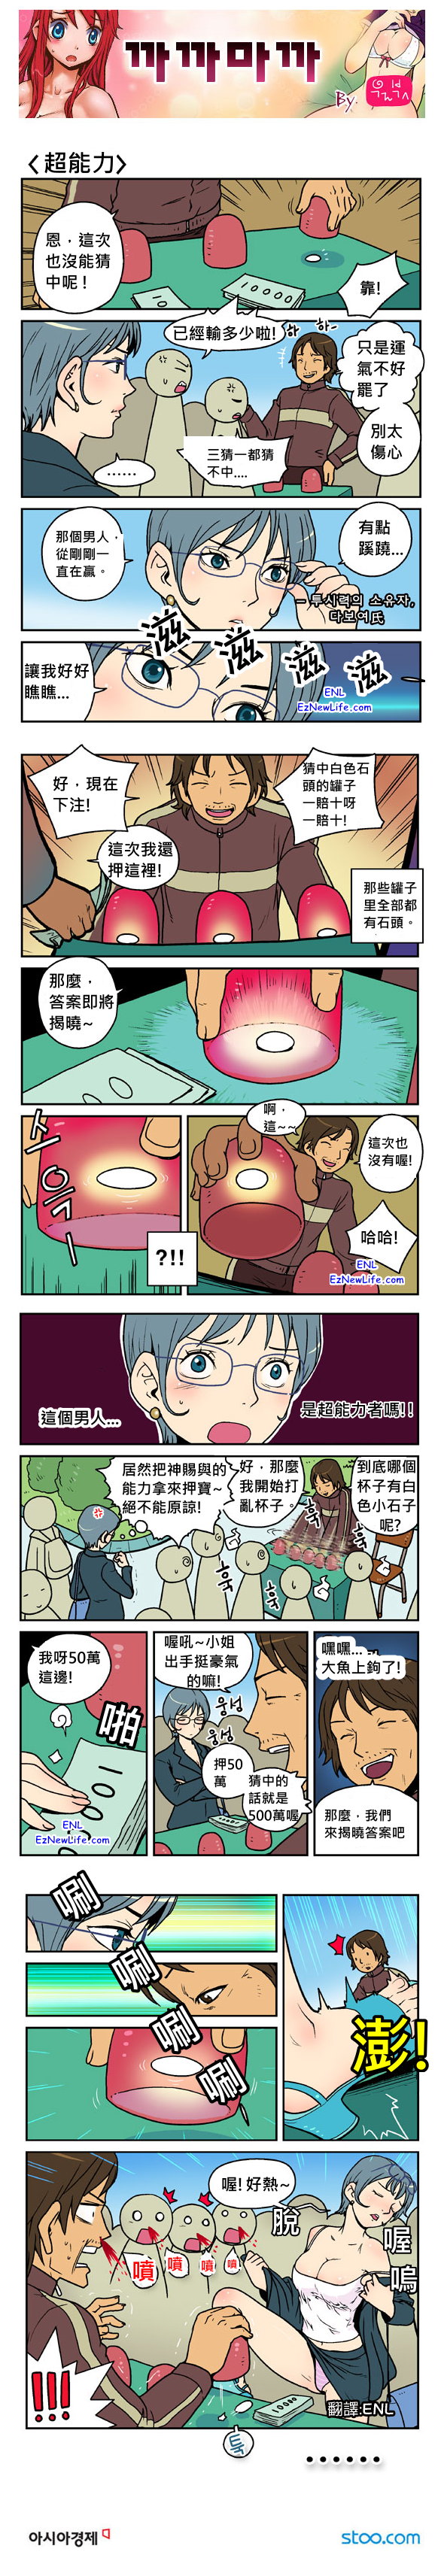 까까마까
By.
<超能力>
恩，這次
也沒能猜
中呢！
10000
靠!
已經輸多少啦!
하
하~
只是運
氣不好
罷了
別太
傷心
三猜一都猜
不中....
......
那個男人，
從剛剛一
直在贏。
有點
蹊蹺...
- 투시력의 소유자,
다보여氏
滋 滋 滋 滋
讓我好好
瞧瞧...
ENL
EzNewLife.com
好，現在
下注!
猜中白色石
頭的罐子
一賠十呀
一賠十!
這次我還
押這裡!
那些罐子
里全部都
有石頭。
那麼，
答案即將
揭曉~
스윽
啊，
這~~
這次也
沒有喔!
?!!
哈哈!
ENL
EzNewLife.com
這個男人...
是超能力者嗎!!
居然把神賜與的
能力拿來押寶~
絕不能原諒!
好，那麼
我開始打
亂杯子。
到底哪個
杯子有白
色小石子
呢?
훅
훅
훅
我呀50萬
這邊!
啪
ENL
EzNewLife.com
喔吼~小姐
出手挺豪氣
的嘛!
웅성
웅성
押50
萬
猜中的
話就是
500萬喔
嘿嘿... ...
大魚上鉤了!
那麼，我們
來揭曉答案吧
澎!
喔! 好熱~
脫
喔
嗚
噴 噴 噴 噴
!!!
10000
翻譯:ENL
툭
......
아시아경제
stoo.com